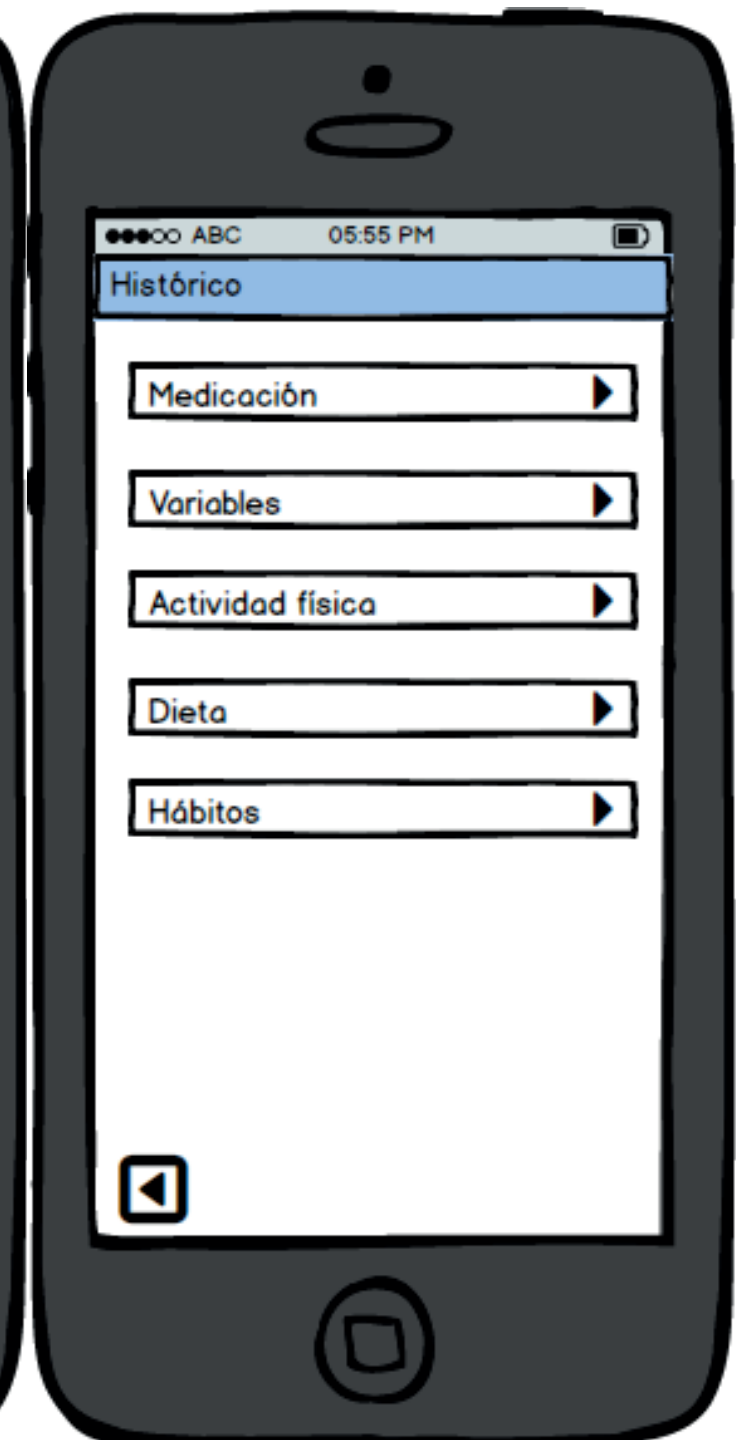 ABC 05:55 PM
Histórico
Medicación
Variables
Actividad física
Dieta
Hábitos